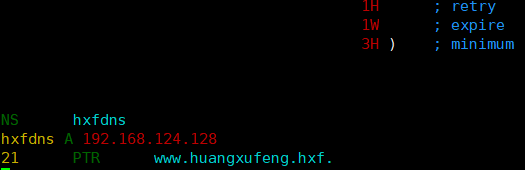 1H ; retry
1W ; expire
3H ) ; minimum
NS hxfdns
hxfdns A 192.168.124.128
21 PTR www.huangxufeng.hxf.